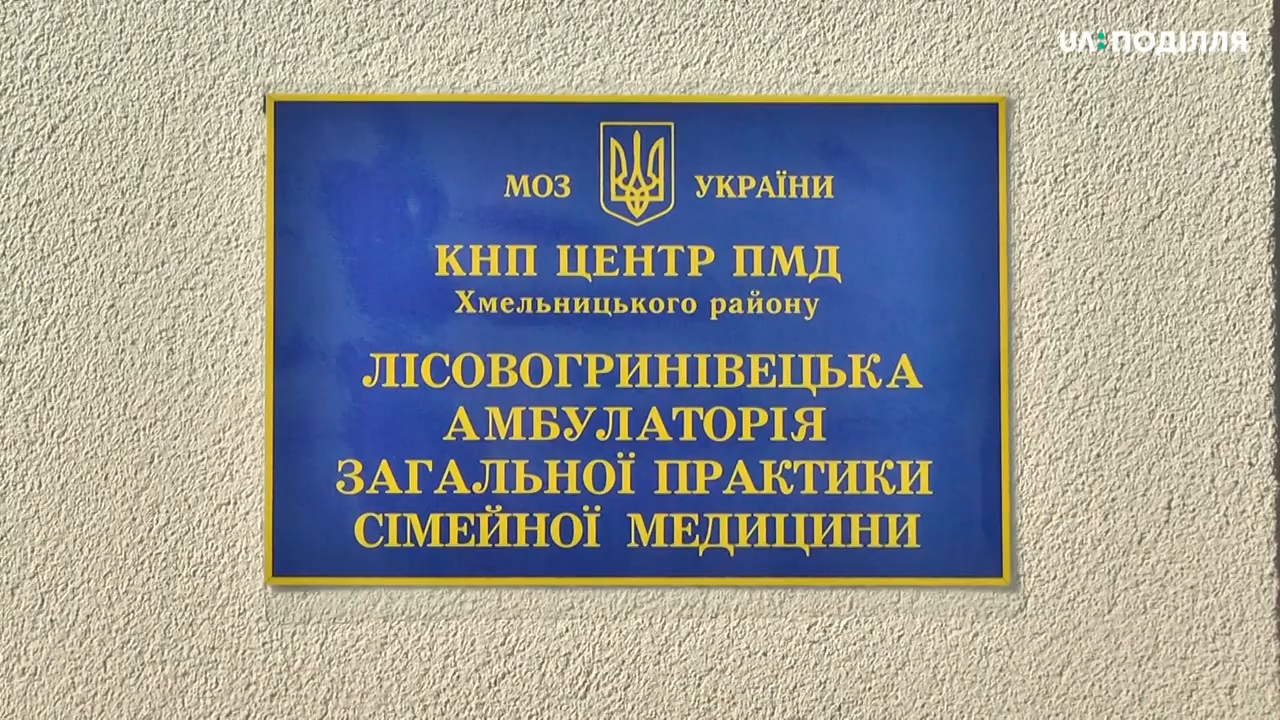 UA:ПОДІЛЛЯ
МОЗ УКРАЇНИ
КНП ЦЕНТР ПМД
Хмельницького району
ЛІСОВОГРИНІВЕЦЬКА
АМБУЛАТОРІЯ
ЗАГАЛЬНОЇ ПРАКТИКИ
СІМЕЙНОЇ МЕДИЦИНИ